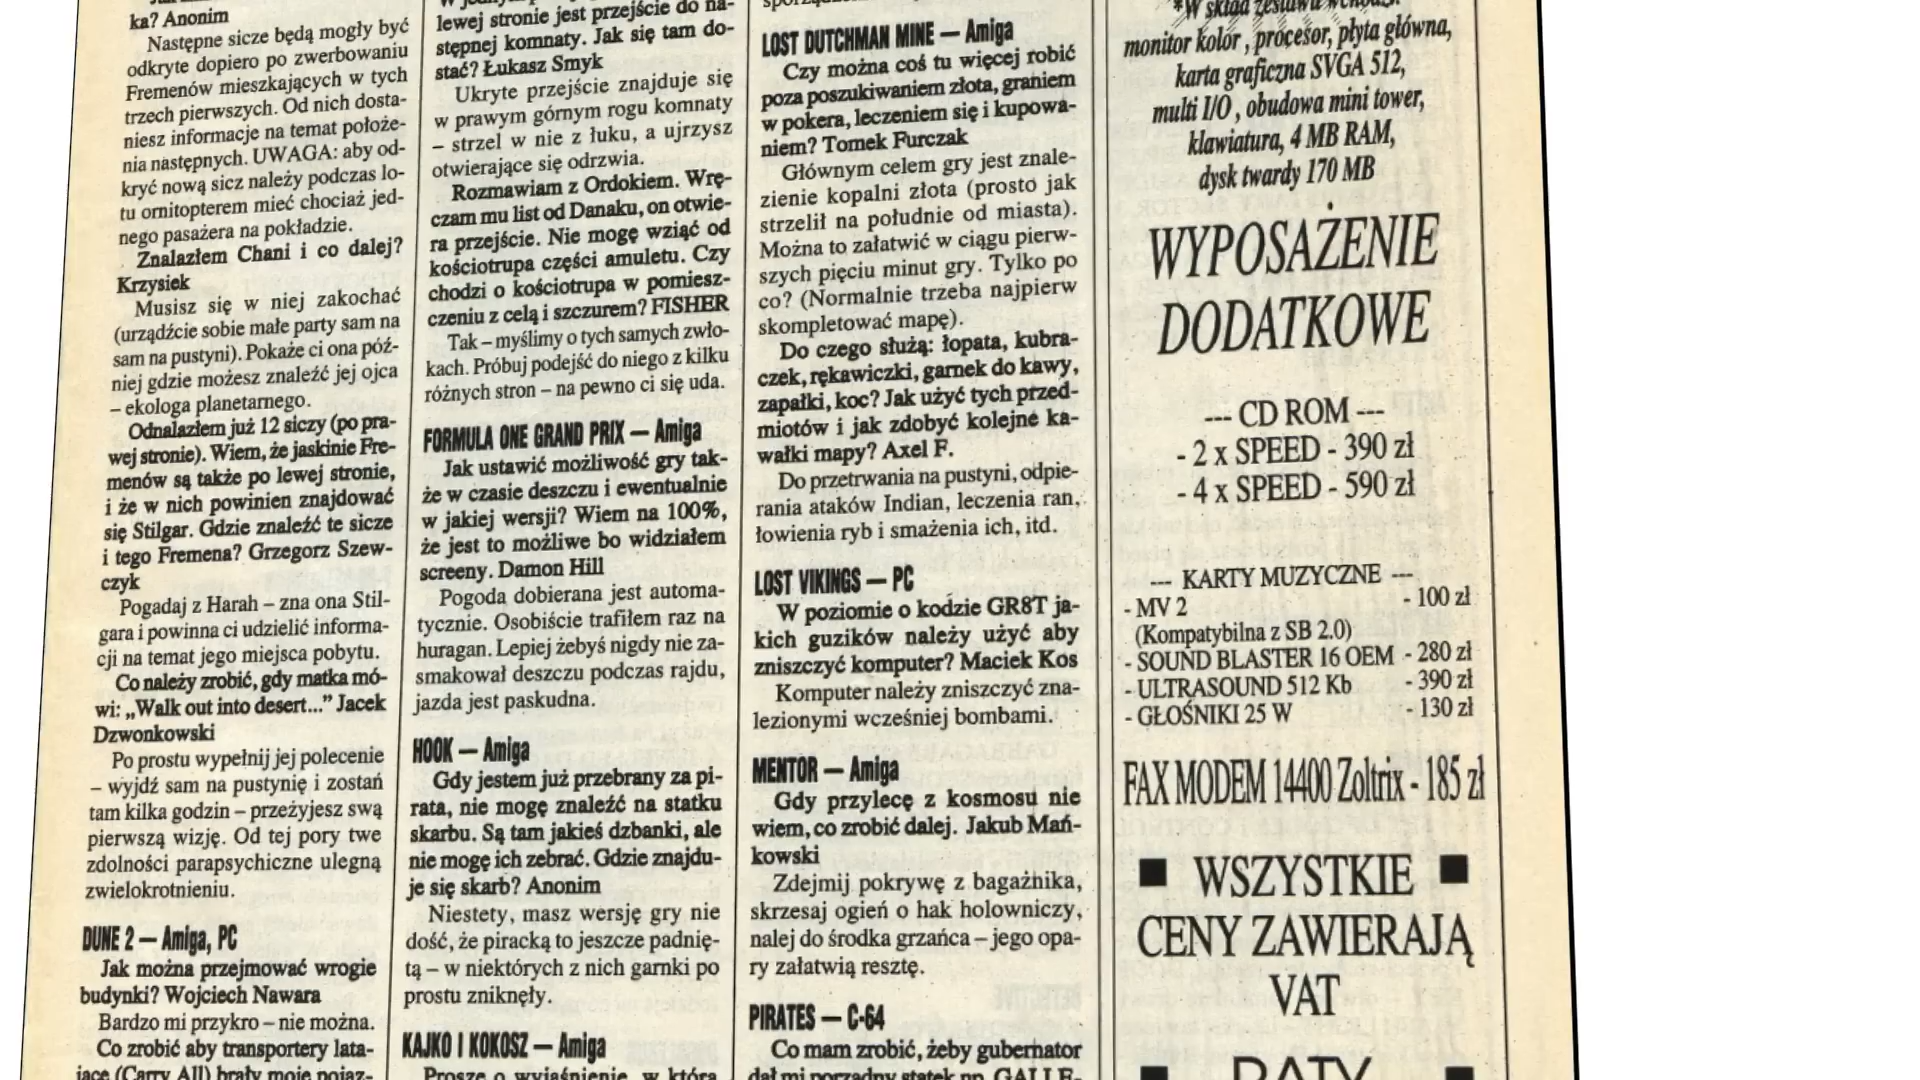 ka? Anonim
Następne sicze będą mogły być
odkryte dopiero po zwerbowaniu
Fremenów mieszkających w tych
trzech pierwszych. Od nich dosta-
niesz informacje na temat położe-
nia następnych. UWAGA: aby od-
kryć nową sicz należy podczas lo-
tu ornitopterem mieć chociaż jed-
nego pasażera na pokładzie.
Znalazłem Chani i co dalej?
Krzysiek
Musisz się w niej zakochać
(urządźcie sobie małe party sam na
sam na pustyni). Pokaże ci ona póź-
niej gdzie możesz znaleźć jej ojca
– ekologa planetarnego.
Odnalazłem już 12 siczy (po pra-
wej stronie). Wiem, że jaskinie Fre-
menów są także po lewej stronie,
i że w nich powinien znajdować
się Stilgar. Gdzie znaleźć te sicze
i tego Fremena? Grzegorz Szew-
czyk
Pogadaj z Harah – zna ona Stil-
gara i powinna ci udzielić informa-
cji na temat jego miejsca pobytu.
Co należy zrobić, gdy matka mó-
wi: „Walk out into desert...” Jacek
Dzwonkowski
Po prostu wypełnij jej polecenie
– wyjdź sam na pustynię i zostań
tam kilka godzin – przeżyjesz swą
pierwszą wizję. Od tej pory twe
zdolności parapsychiczne ulegną
zwielokrotnieniu.
DUNE 2 — Amiga, PC
Jak można przejmować wrogie
budynki? Wojciech Nawara
Bardzo mi przykro – nie można.
Co zrobić aby transportery lata-
jące (Carry All) brały moje pojaz-
lewej stronie jest przejście do na-
stępnej komnaty. Jak się tam do-
stać? Łukasz Smyk
Ukryte przejście znajduje się
w prawym górnym rogu komnaty
– strzel w nie z łuku, a ujrzysz
otwierające się odrzwia.
Rozmawiam z Ordokiem. Wrę-
czam mu list od Danaku, on otwie-
ra przejście. Nie mogę wziąć od
kościotrupa części amuletu. Czy
chodzi o kościotrupa w pomiesz-
czeniu z celą i szczurem? FISHER
Tak – myślimy o tych samych zwło-
kach. Próbuj podejść do niego z kilku
różnych stron – na pewno ci się uda.
FORMULA ONE GRAND PRIX — Amiga
Jak ustawić możliwość gry tak-
że w czasie deszczu i ewentualnie
w jakiej wersji? Wiem na 100%,
że jest to możliwe bo widziałem
screeny. Damon Hill
Pogoda dobierana jest automa-
tycznie. Osobiście trafiłem raz na
huragan. Lepiej żebyś nigdy nie za-
smakował deszczu podczas rajdu,
jazda jest paskudna.
HOOK — Amiga
Gdy jestem już przebrany za pi-
rata, nie mogę znaleźć na statku
skarbu. Są tam jakieś dzbanki, ale
nie mogę ich zebrać. Gdzie znajdu-
je się skarb? Anonim
Niestety, masz wersję gry nie
dość, że piracką to jeszcze padnię-
tą – w niektórych z nich garnki po
prostu zniknęły.
KAJKO I KOKOSZ — Amiga
Proszę o wyjaśnienie, w którą
LOST DUTCHMAN MINE — Amiga
Czy można coś tu więcej robić
poza poszukiwaniem złota, graniem
w pokera, leczeniem się i kupowa-
niem? Tomek Furczak
Głównym celem gry jest znale-
zienie kopalni złota (prosto jak
strzelił na południe od miasta).
Można to załatwić w ciągu pierw-
szych pięciu minut gry. Tylko po
co? (Normalnie trzeba najpierw
skompletować mapę).
Do czego służą: łopata, kubra-
czek, rękawiczki, garnek do kawy,
zapałki, koc? Jak użyć tych przed-
miotów i jak zdobyć kolejne ka-
wałki mapy? Axel F.
Do przetrwania na pustyni, odpie-
rania ataków Indian, leczenia ran,
łowienia ryb i smażenia ich, itd.
LOST VIKINGS — PC
W poziomie o kodzie GR8T ja-
kich guzików należy użyć aby
zniszczyć komputer? Maciek Kos
Komputer należy zniszczyć zna-
lezionymi wcześniej bombami.
MENTOR — Amiga
Gdy przylecę z kosmosu nie
wiem, co zrobić dalej. Jakub Mań-
kowski
Zdejmij pokrywę z bagażnika,
skrzesaj ogień o hak holowniczy,
nalej do środka grzańca – jego opa-
ry załatwią resztę.
PIRATES — C-64
Co mam zrobić, żeby gubernator
dał mi porządny statek np. GALLE-
*W skład zestawu wchodzi:
monitor kolor , procesor, płyta główna,
karta graficzna SVGA 512,
multi I/O , obudowa mini tower,
klawiatura, 4 MB RAM,
dysk twardy 170 MB
WYPOSAŻENIE
DODATKOWE
--- CD ROM ---
- 2 x SPEED - 390 zł
- 4 x SPEED - 590 zł
--- KARTY MUZYCZNE ---
- MV 2 - 100 zł
(Kompatybilna z SB 2.0)
- SOUND BLASTER 16 OEM - 280 zł
- ULTRASOUND 512 Kb - 390 zł
- GŁOŚNIKI 25 W - 130 zł
FAX MODEM 14400 Zoltrix - 185 zł
■ WSZYSTKIE ■
CENY ZAWIERAJĄ
VAT
■ RATY ■